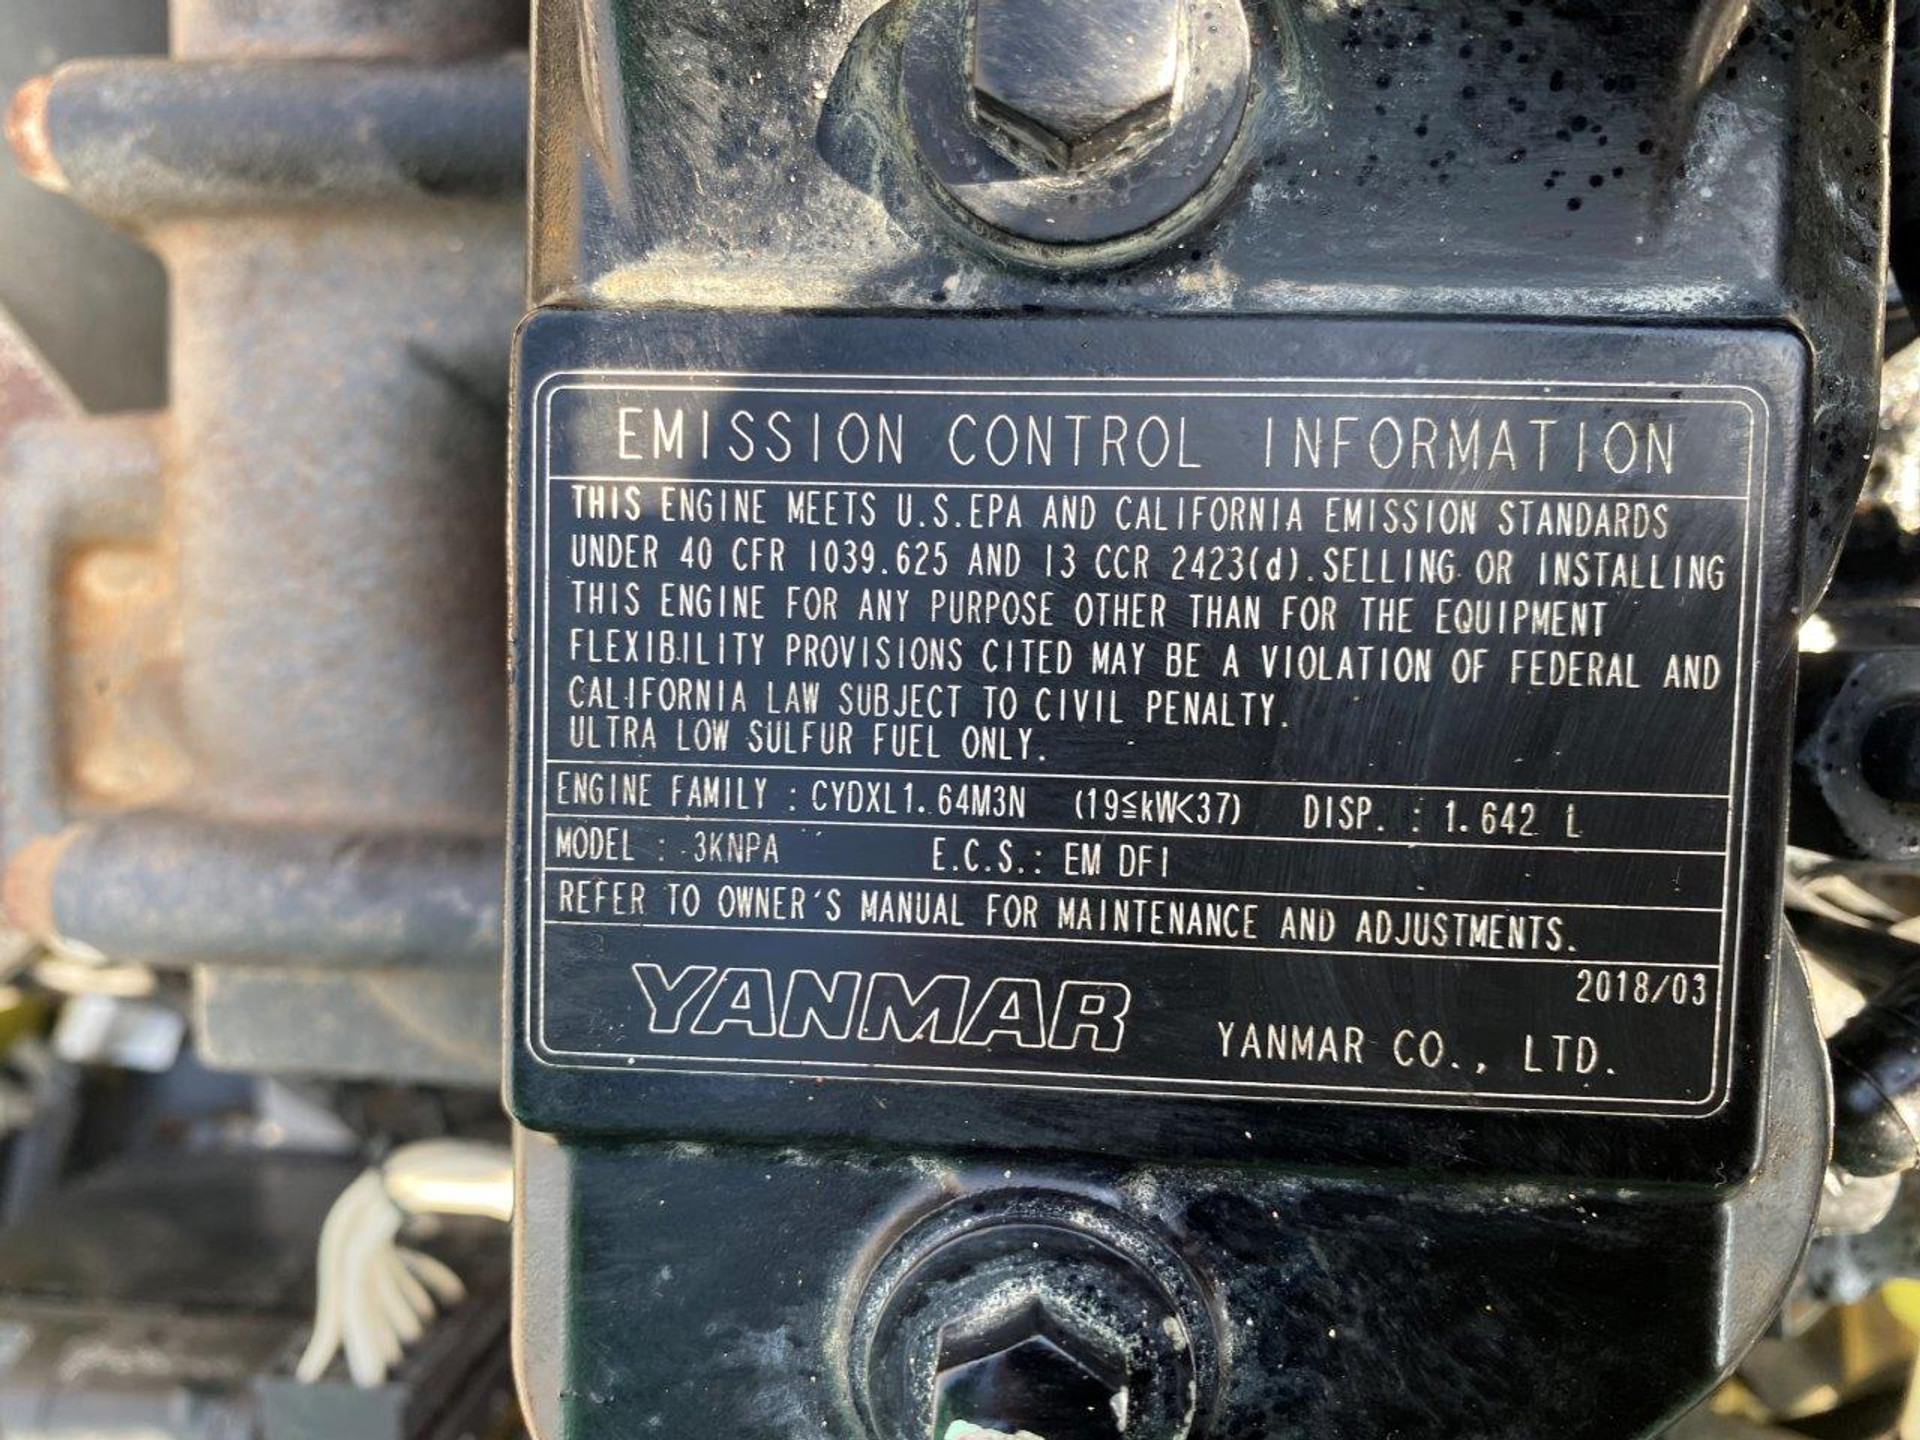 EMISSION CONTROL INFORMATION
THIS ENGINE MEETS U.S.EPA AND CALIFORNIA EMISSION STANDARDS
UNDER 40 CFR 1039.625 AND 13 CCR 2423(d).SELLING OR INSTALLING
THIS ENGINE FOR ANY PURPOSE OTHER THAN FOR THE EQUIPMENT
FLEXIBILITY PROVISIONS CITED MAY BE A VIOLATION OF FEDERAL AND
CALIFORNIA LAW SUBJECT TO CIVIL PENALTY.
ULTRA LOW SULFUR FUEL ONLY.
ENGINE FAMILY : CYDXL1.64M3N (19≦kW<37) DISP. : 1.642 L
MODEL : 3KNPA E.C.S.: EM DFI
REFER TO OWNER'S MANUAL FOR MAINTENANCE AND ADJUSTMENTS.
2018/03
YANMAR YANMAR CO., LTD.